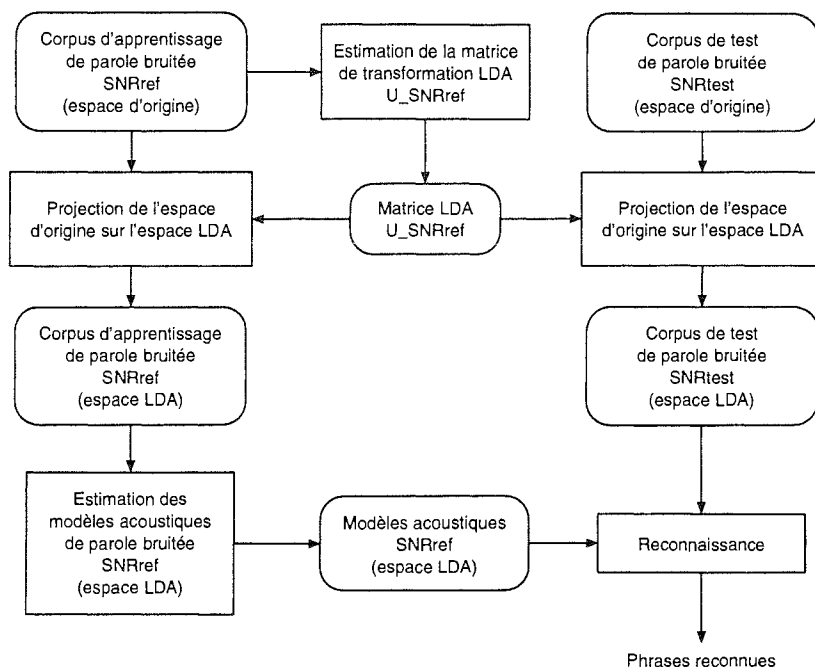 Corpus d'apprentissage
de parole bruitée
SNRref
(espace d'origine)
Estimation de la matrice
de transformation LDA
U_SNRref
Corpus de test
de parole bruitée
SNRtest
(espace d'origine)
Projection de l'espace
d'origine sur l'espace LDA
Matrice LDA
U_SNRref
Projection de l'espace
d'origine sur l'espace LDA
Corpus d'apprentissage
de parole bruitée
SNRref
(espace LDA)
Corpus de test
de parole bruitée
SNRtest
(espace LDA)
Estimation des
modèles acoustiques
de parole bruitée
SNRref
(espace LDA)
Modèles acoustiques
SNRref
(espace LDA)
Reconnaissance
Phrases reconnues